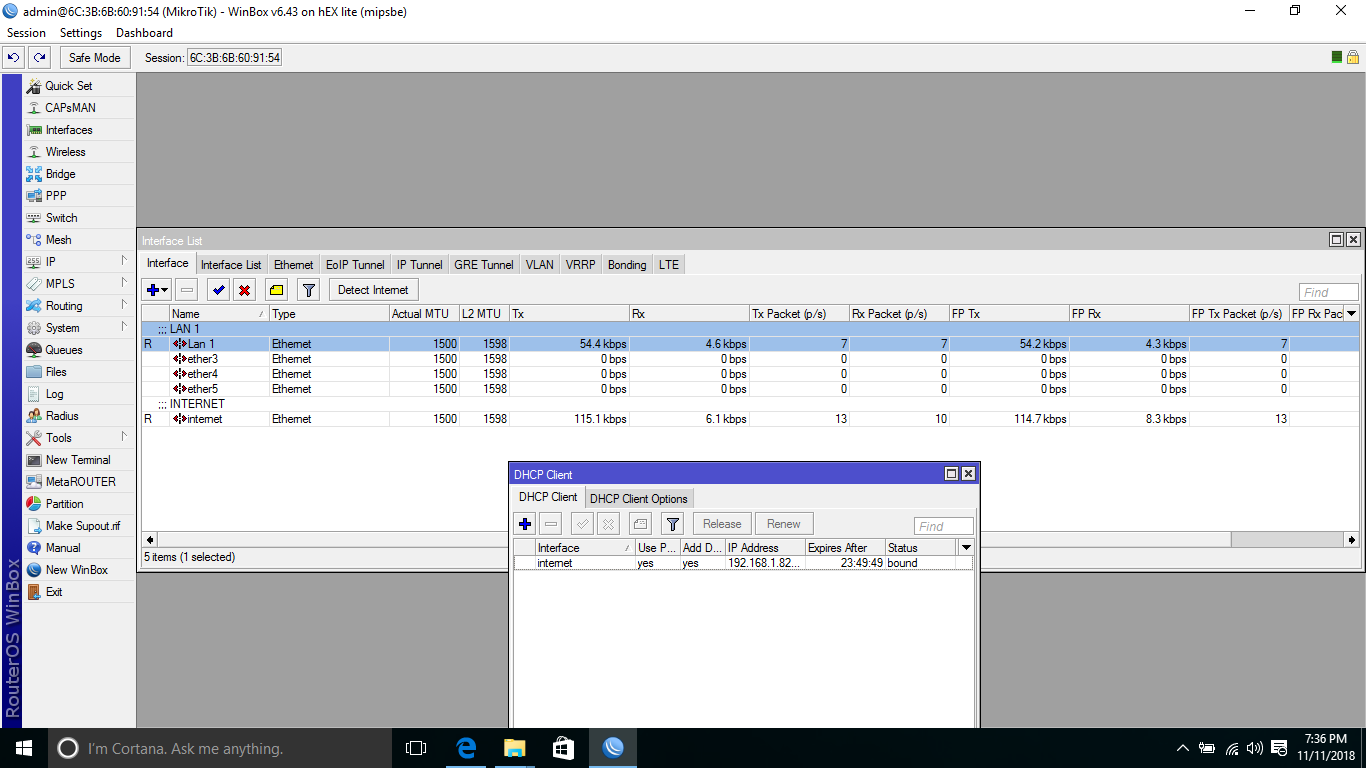 admin@6C:3B:6B:60:91:54 (MikroTik) - WinBox v6.43 on hEX lite (mipsbe)
Session Settings Dashboard
Safe Mode Session: 6C:3B:6B:60:91:54
Quick Set
CAPsMAN
Interfaces
Wireless
Bridge
PPP
Switch
Mesh
IP
MPLS
Routing
System
Queues
Files
Log
Radius
Tools
New Terminal
MetaROUTER
Partition
Make Supout.rif
Manual
New WinBox
Exit
RouterOS WinBox
Interface List
Interface Interface List Ethernet EoIP Tunnel IP Tunnel GRE Tunnel VLAN VRRP Bonding LTE
Detect Internet Find
Name Type Actual MTU L2 MTU Tx Rx Tx Packet (p/s) Rx Packet (p/s) FP Tx FP Rx FP Tx Packet (p/s) FP Rx Pac
;;; LAN 1
R Lan 1 Ethernet 1500 1598 54.4 kbps 4.6 kbps 7 7 54.2 kbps 4.3 kbps 7
ether3 Ethernet 1500 1598 0 bps 0 bps 0 0 0 bps 0 bps 0
ether4 Ethernet 1500 1598 0 bps 0 bps 0 0 0 bps 0 bps 0
ether5 Ethernet 1500 1598 0 bps 0 bps 0 0 0 bps 0 bps 0
;;; INTERNET
R internet Ethernet 1500 1598 115.1 kbps 6.1 kbps 13 10 114.7 kbps 8.3 kbps 13
5 items (1 selected)
DHCP Client
DHCP Client DHCP Client Options
Release Renew Find
Interface Use P... Add D... IP Address Expires After Status
internet yes yes 192.168.1.82... 23:49:49 bound
I'm Cortana. Ask me anything.
7:36 PM
11/11/2018